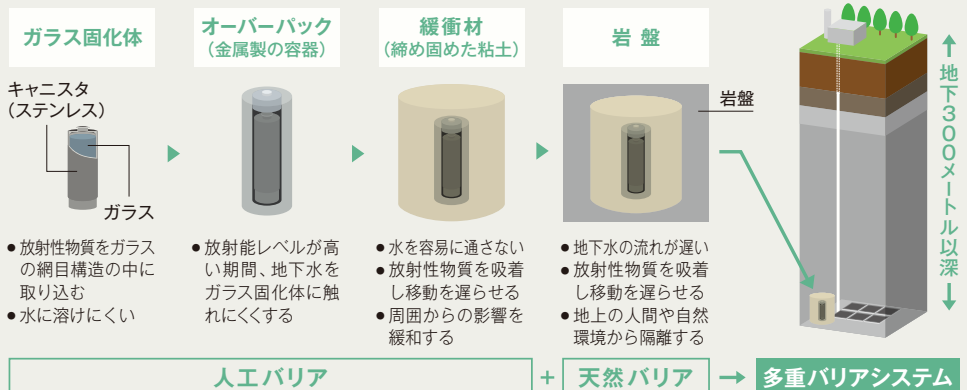 ガラス固化体
オーバーパック
（金属製の容器）
緩衝材
（締め固めた粘土）
岩 盤
キャニスタ
（ステンレス）
ガラス
岩盤
地下300メートル以深
● 放射性物質をガラス
の網目構造の中に
取り込む
● 水に溶けにくい
● 放射能レベルが高
い期間、地下水を
ガラス固化体に触
れにくくする
● 水を容易に通さない
● 放射性物質を吸着
し移動を遅らせる
● 周囲からの影響を
緩和する
● 地下水の流れが遅い
● 放射性物質を吸着
し移動を遅らせる
● 地上の人間や自然
環境から隔離する
人工バリア
+
天然バリア
多重バリアシステム